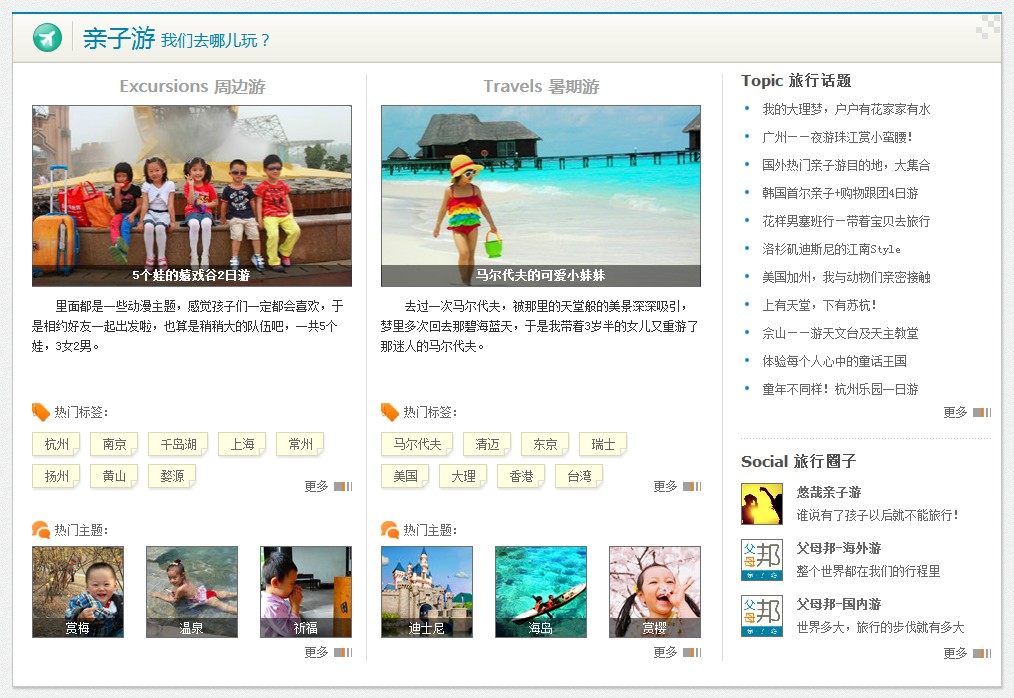 亲子游 我们去哪儿玩？
Excursions 周边游
5个娃的嬉戏谷2日游
里面都是一些动漫主题，感觉孩子们一定都会喜欢，于
是相约好友一起出发啦，也算是稍稍大的队伍吧，一共5个
娃，3女2男。
热门标签：
杭州 南京 千岛湖 上海 常州
扬州 黄山 婺源
更多
热门主题：
赏梅 温泉 祈福
更多
Travels 暑期游
马尔代夫的可爱小妹妹
去过一次马尔代夫，被那里的天堂般的美景深深吸引，
梦里多次回去那碧海蓝天，于是我带着3岁半的女儿又重游了
那迷人的马尔代夫。
热门标签：
马尔代夫 清迈 东京 瑞士
美国 大理 香港 台湾
更多
热门主题：
迪士尼 海岛 赏樱
更多
Topic 旅行话题
我的大理梦，户户有花家家有水
广州——夜游珠江赏小蛮腰！
国外热门亲子游目的地，大集合
韩国首尔亲子+购物跟团4日游
花样男塞班行—带着宝贝去旅行
洛杉矶迪斯尼的江南Style
美国加州，我与动物们亲密接触
上有天堂，下有苏杭！
佘山——游天文台及天主教堂
体验每个人心中的童话王国
童年不同样！杭州乐园一日游
更多
Social 旅行圈子
悠哉亲子游
谁说有了孩子以后就不能旅行！
父母邦
父母邦-海外游
整个世界都在我们的行程里
父母邦
父母邦-国内游
世界多大，旅行的步伐就有多大
更多